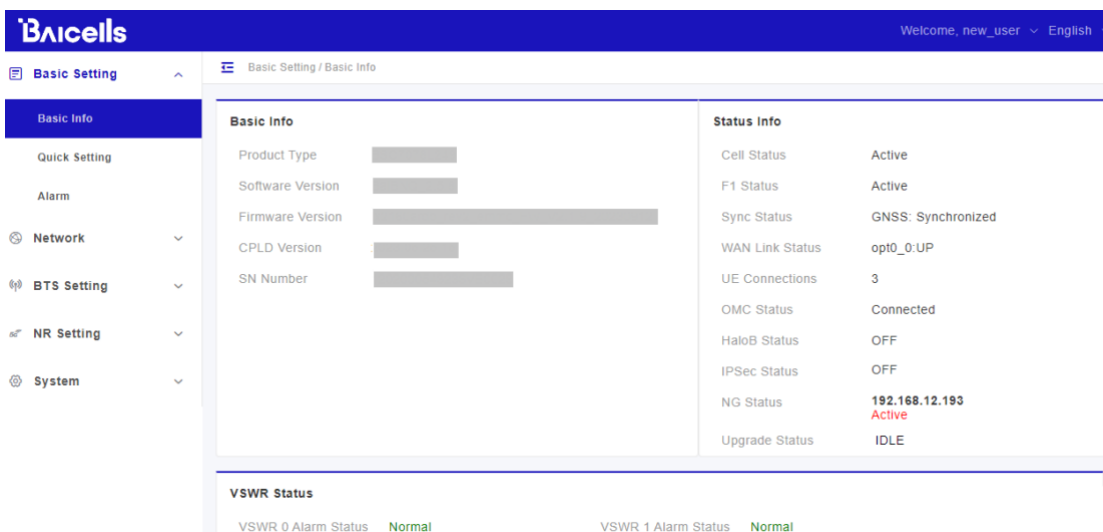 Baicells
Welcome, new_user English
Basic Setting
Basic Setting / Basic Info
Basic Info
Quick Setting
Alarm
Network
BTS Setting
NR Setting
System
Basic Info
Product Type
Software Version
Firmware Version
CPLD Version
SN Number
Status Info
Cell Status Active
F1 Status Active
Sync Status GNSS: Synchronized
WAN Link Status opt0_0:UP
UE Connections 3
OMC Status Connected
HaloB Status OFF
IPSec Status OFF
NG Status 192.168.12.193
Active
Upgrade Status IDLE
VSWR Status
VSWR 0 Alarm Status Normal VSWR 1 Alarm Status Normal